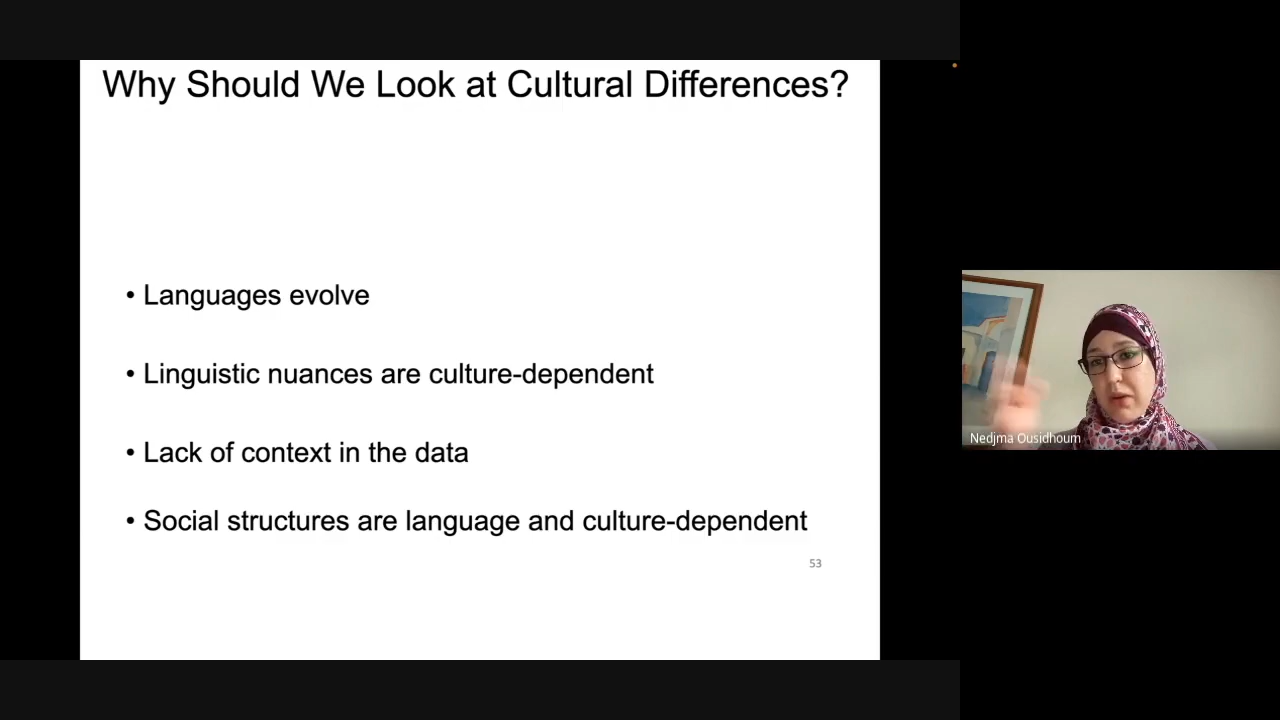 Why Should We Look at Cultural Differences?
• Languages evolve
• Linguistic nuances are culture-dependent
• Lack of context in the data
• Social structures are language and culture-dependent
53
Nedjma Ousidhoum